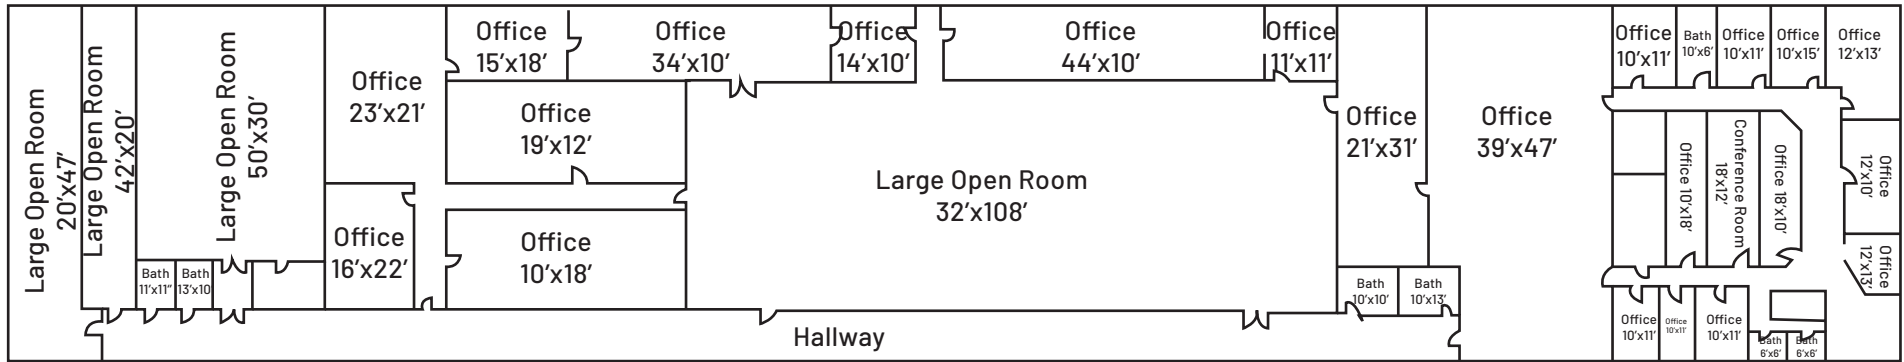 Large Open Room
20'x47'
Large Open Room
42'x20'
Large Open Room
50'x30'
Bath
11'x11"
Bath
13'x10
Office
23'x21'
Office
16'x22'
Office
15'x18'
Office
34'x10'
Office
14'x10'
Office
44'x10'
Office
11'x11'
Office
19'x12'
Office
10'x18'
Large Open Room
32'x108'
Hallway
Office
21'x31'
Bath
10'x10'
Bath
10'x13'
Office
39'x47'
Office
10'x11'
Bath
10'x6'
Office
10'x11'
Office
10'x15'
Office
12'x13'
Office 10'x18'
Conference Room
18'x12'
Office 18'x10'
Office
12'x10'
Office
12'x13'
Office
10'x11'
Office
10'x11'
Office
10'x11'
Bath
6'x6'
Bath
6'x6'